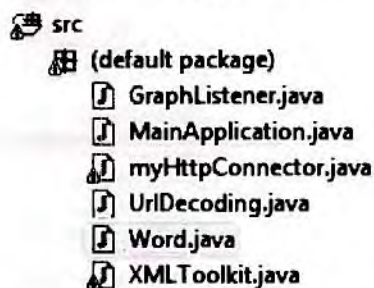 src
(default package)
GraphListener.java
MainApplication.java
myHttpConnector.java
UrlDecoding.java
Word.java
XMLToolkit.java